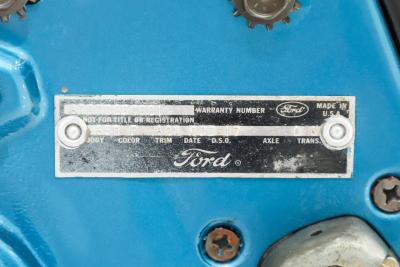 WARRANTY NUMBER Ford MADE IN
NOT FOR TITLE OR REGISTRATION U.S.A.
BODY COLOR TRIM DATE D.S.O. AXLE TRANS.
Ford ®